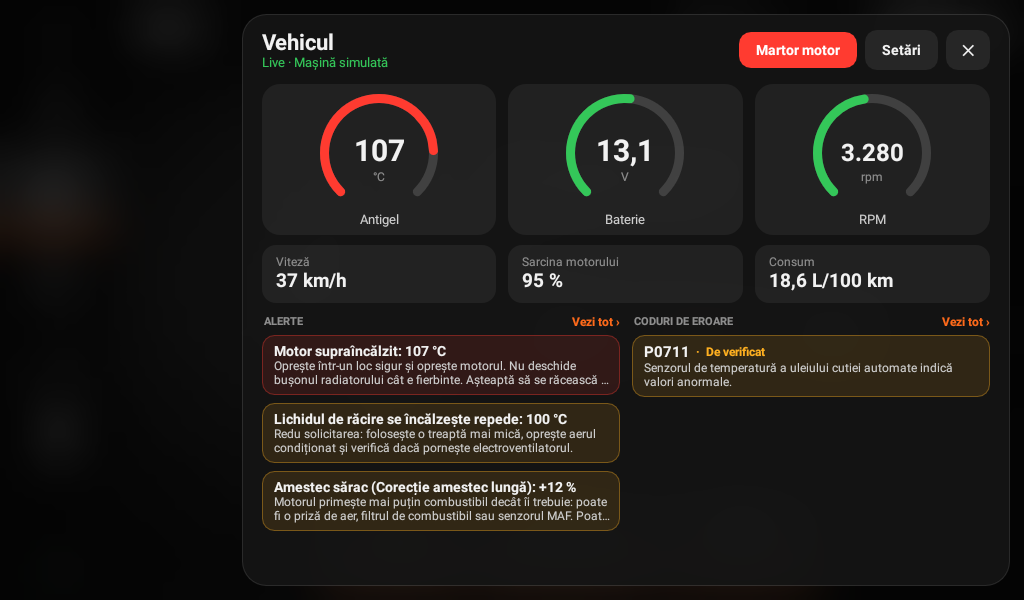 Vehicul
Live · Mașină simulată
Martor motor
Setări
107
°C
Antigel
13,1
V
Baterie
3.280
rpm
RPM
Viteză
37 km/h
Sarcina motorului
95 %
Consum
18,6 L/100 km
ALERTE
Vezi tot ›
Motor supraîncălzit: 107 °C
Oprește într-un loc sigur și oprește motorul. Nu deschide
bușonul radiatorului cât e fierbinte. Așteaptă să se răcească ...
Lichidul de răcire se încălzește repede: 100 °C
Redu solicitarea: folosește o treaptă mai mică, oprește aerul
condiționat și verifică dacă pornește electroventilatorul.
Amestec sărac (Corecție amestec lungă): +12 %
Motorul primește mai puțin combustibil decât îi trebuie: poate
fi o priză de aer, filtrul de combustibil sau senzorul MAF. Poat...
CODURI DE EROARE
Vezi tot ›
P0711 · De verificat
Senzorul de temperatură a uleiului cutiei automate indică
valori anormale.